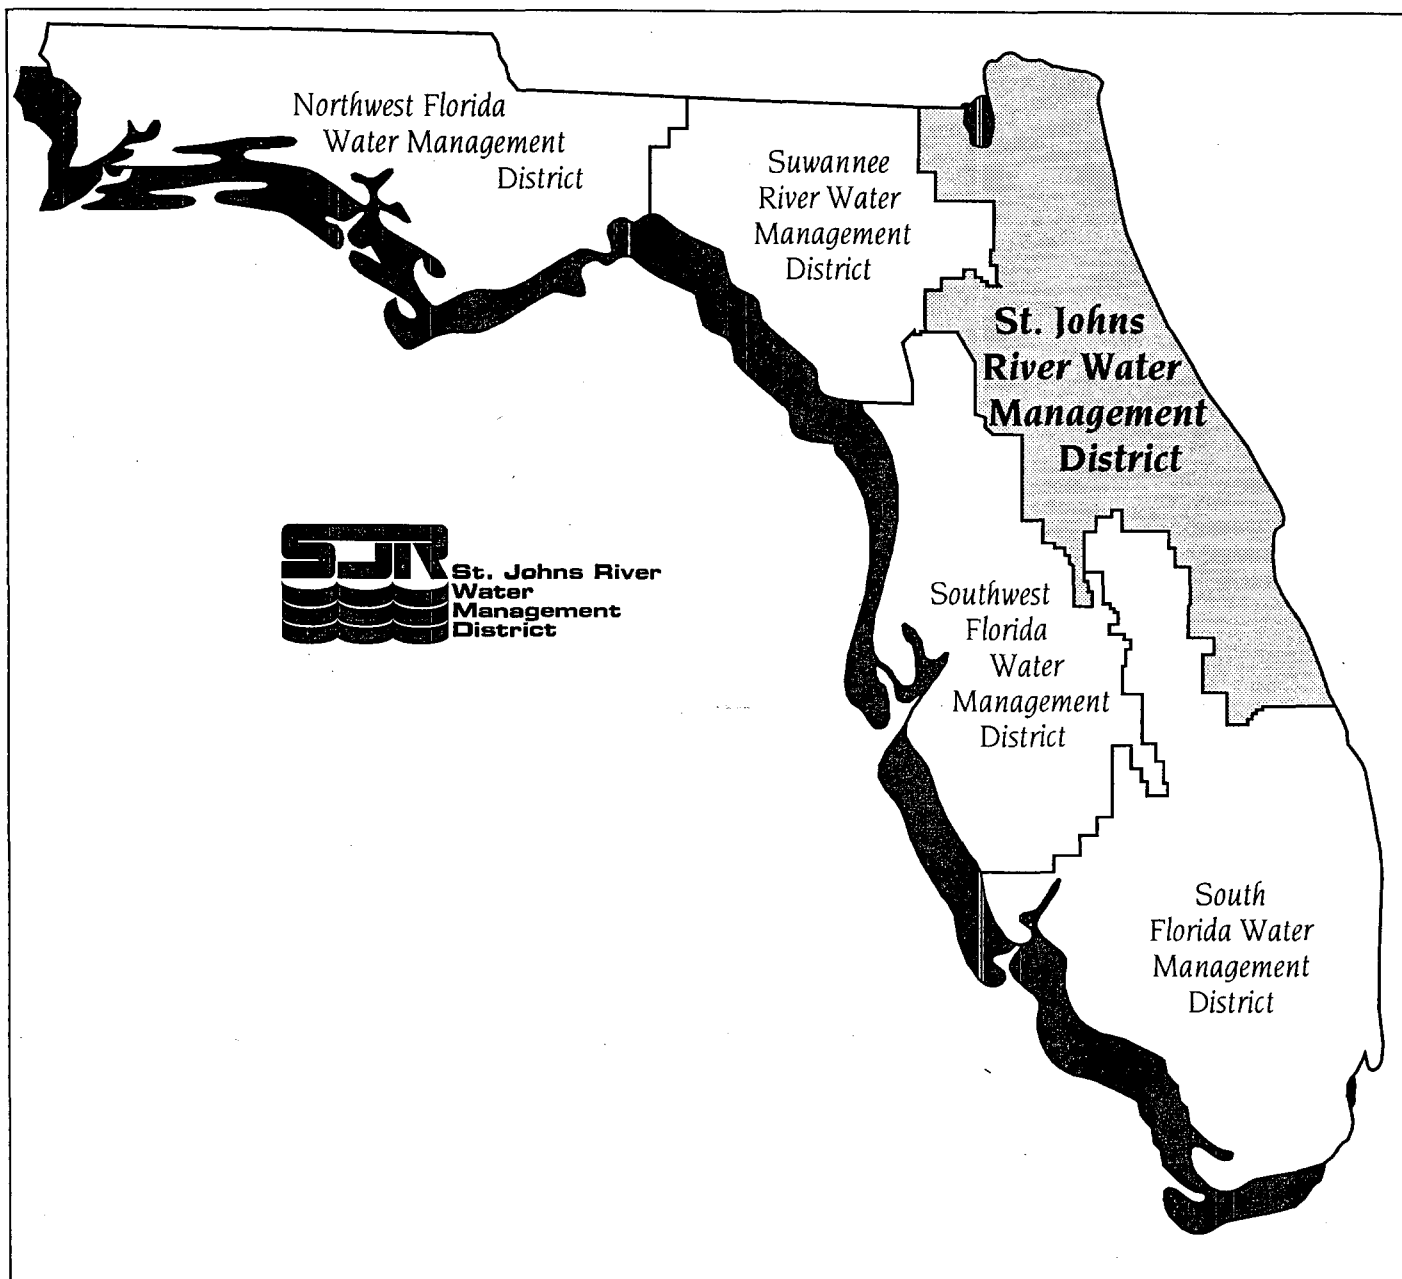 Northwest Florida
Water Management
District
Suwannee
River Water
Management
District
St. Johns
River Water
Management
District
SJR
St. Johns River
Water
Management
District
Southwest
Florida
Water
Management
District
South
Florida Water
Management
District